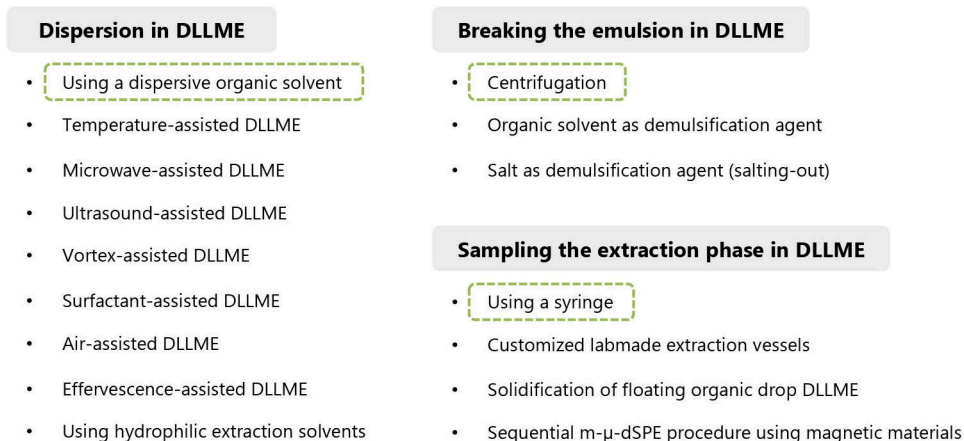 Dispersion in DLLME
• Using a dispersive organic solvent
• Temperature-assisted DLLME
• Microwave-assisted DLLME
• Ultrasound-assisted DLLME
• Vortex-assisted DLLME
• Surfactant-assisted DLLME
• Air-assisted DLLME
• Effervescence-assisted DLLME
• Using hydrophilic extraction solvents
Breaking the emulsion in DLLME
• Centrifugation
• Organic solvent as demulsification agent
• Salt as demulsification agent (salting-out)
Sampling the extraction phase in DLLME
• Using a syringe
• Customized labmade extraction vessels
• Solidification of floating organic drop DLLME
• Sequential m-μ-dSPE procedure using magnetic materials